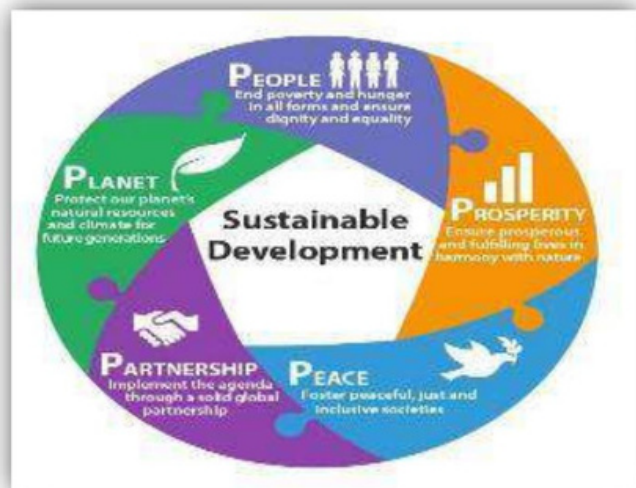 PEOPLE
End poverty and hunger
in all forms and ensure
dignity and equality
PROSPERITY
Ensure prosperous
and fulfilling lives in
harmony with nature
PEACE
Foster peaceful, just and
inclusive societies
PARTNERSHIP
Implement the agenda
through a solid global
partnership
PLANET
Protect our planet's
natural resources
and climate for
future generations
Sustainable
Development